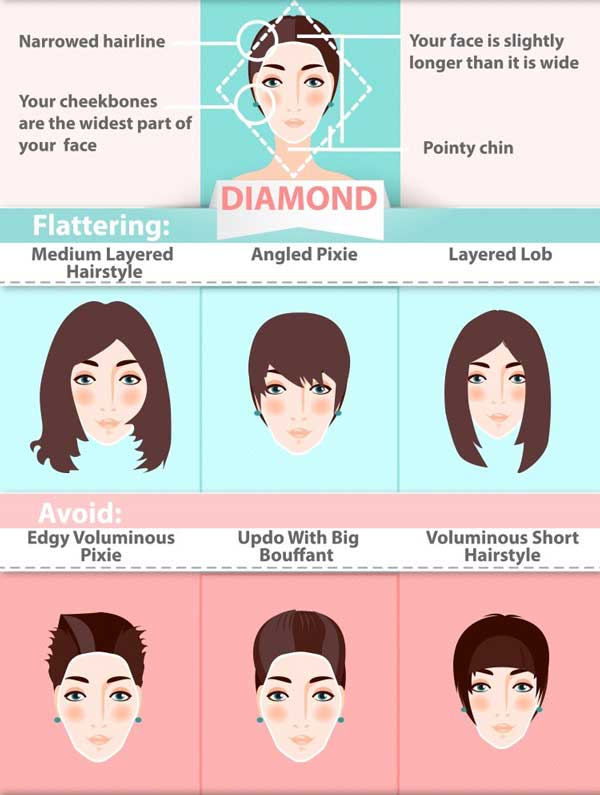 Narrowed hairline
Your face is slightly
longer than it is wide
Your cheekbones
are the widest part of
your face
Pointy chin
DIAMOND
Flattering:
Medium Layered
Hairstyle
Angled Pixie
Layered Lob
Avoid:
Edgy Voluminous
Pixie
Updo With Big
Bouffant
Voluminous Short
Hairstyle